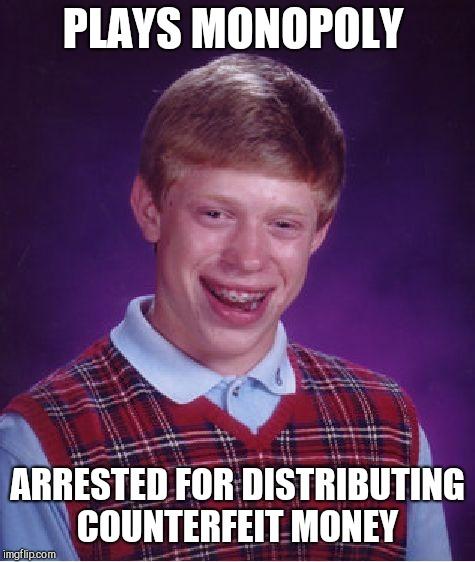 PLAYS MONOPOLY
ARRESTED FOR DISTRIBUTING
COUNTERFEIT MONEY
imgflip.com